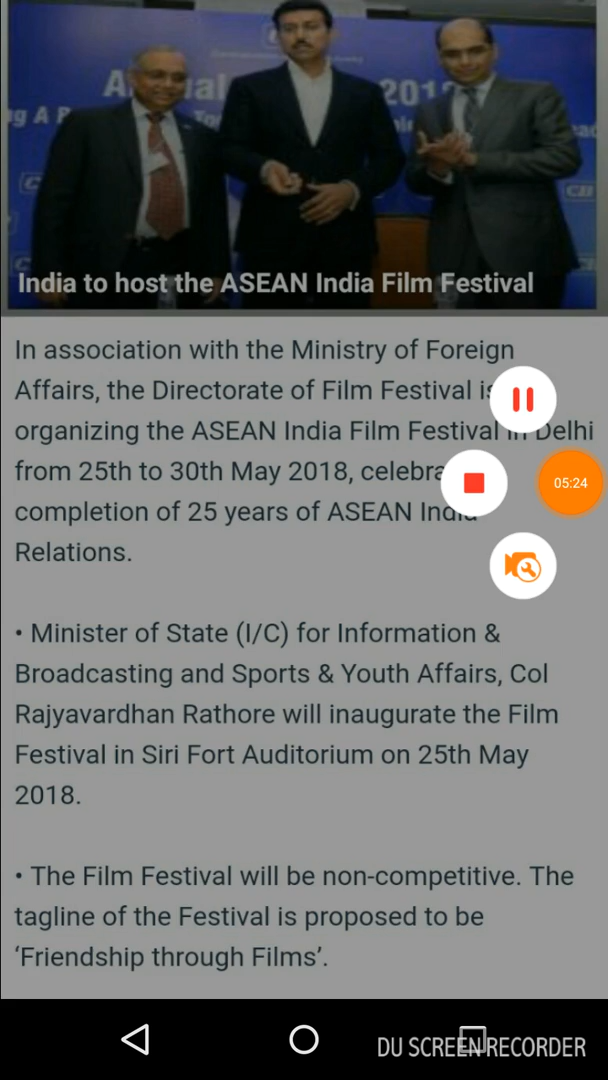 India to host the ASEAN India Film Festival
In association with the Ministry of Foreign
Affairs, the Directorate of Film Festival is
organizing the ASEAN India Film Festival in Delhi
from 25th to 30th May 2018, celebra
05:24
completion of 25 years of ASEAN India
Relations.
• Minister of State (I/C) for Information &
Broadcasting and Sports & Youth Affairs, Col
Rajyavardhan Rathore will inaugurate the Film
Festival in Siri Fort Auditorium on 25th May
2018.
• The Film Festival will be non-competitive. The
tagline of the Festival is proposed to be
‘Friendship through Films’.
DU SCREEN RECORDER